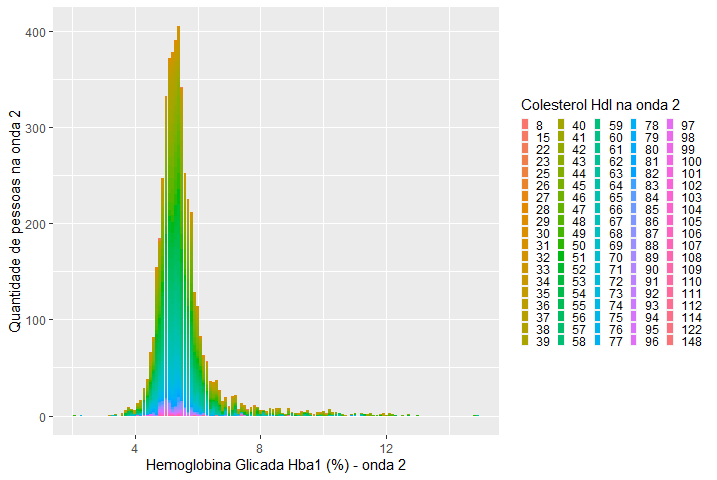 Quantidade de pessoas na onda 2
400
300
200
100
0
4 8 12
Hemoglobina Glicada Hba1 (%) - onda 2
Colesterol Hdl na onda 2
8 40 59 78 97
15 41 60 79 98
22 42 61 80 99
23 43 62 81 100
25 44 63 82 101
26 45 64 83 102
27 46 65 84 103
28 47 66 85 104
29 48 67 86 105
30 49 68 87 106
31 50 69 88 107
32 51 70 89 108
33 52 71 90 109
34 53 72 91 110
35 54 73 92 111
36 55 74 93 112
37 56 75 94 114
38 57 76 95 122
39 58 77 96 148